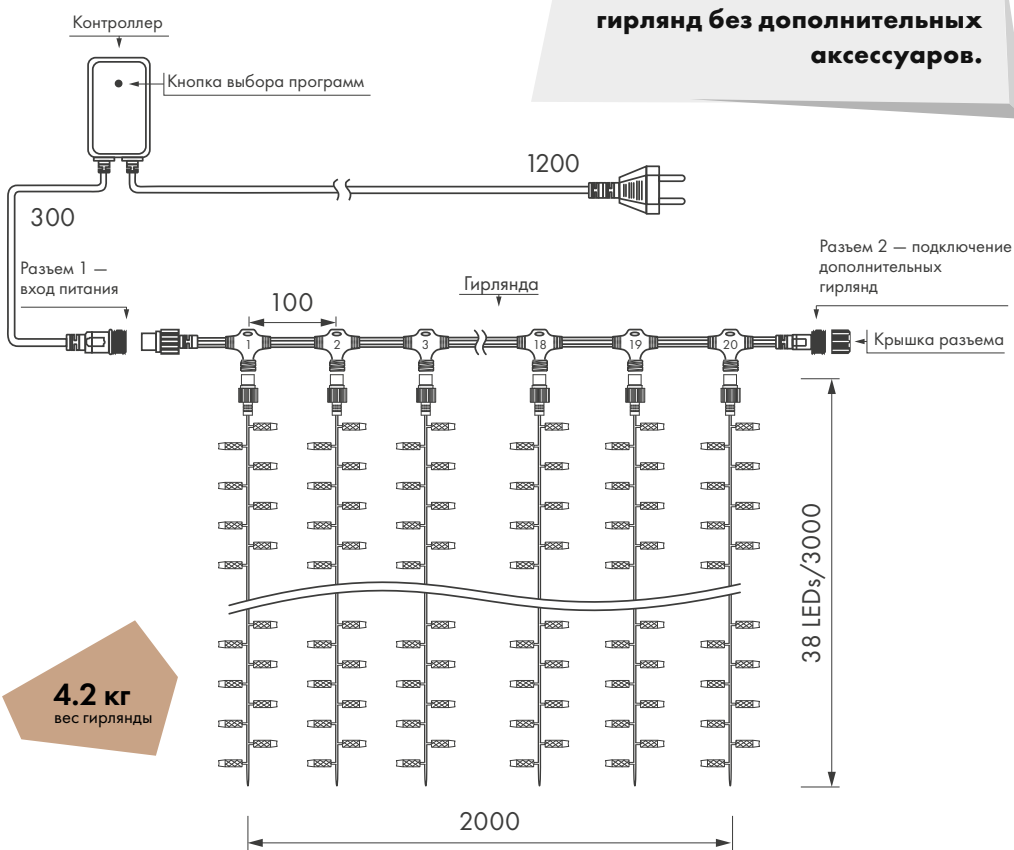 гирлянд без дополнительных
аксессуаров.
Контроллер
Кнопка выбора программ
1200
300
Разъем 1 —
вход питания
Разъем 2 — подключение
дополнительных
гирлянд
Гирлянда
100
Крышка разъема
1 2 3 18 19 20
38 LEDs/3000
4.2 кг
вес гирлянды
2000